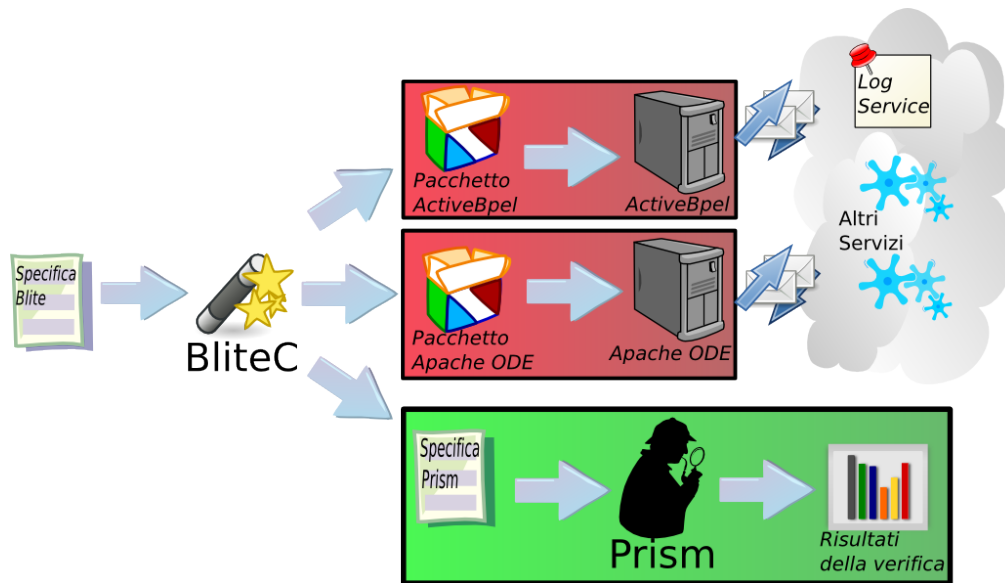 Specifica
Blite
BliteC
Pacchetto
ActiveBpel
ActiveBpel
Pacchetto
Apache ODE
Apache ODE
Log
Service
Altri
Servizi
Specifica
Prism
Prism
Risultati
della verifica